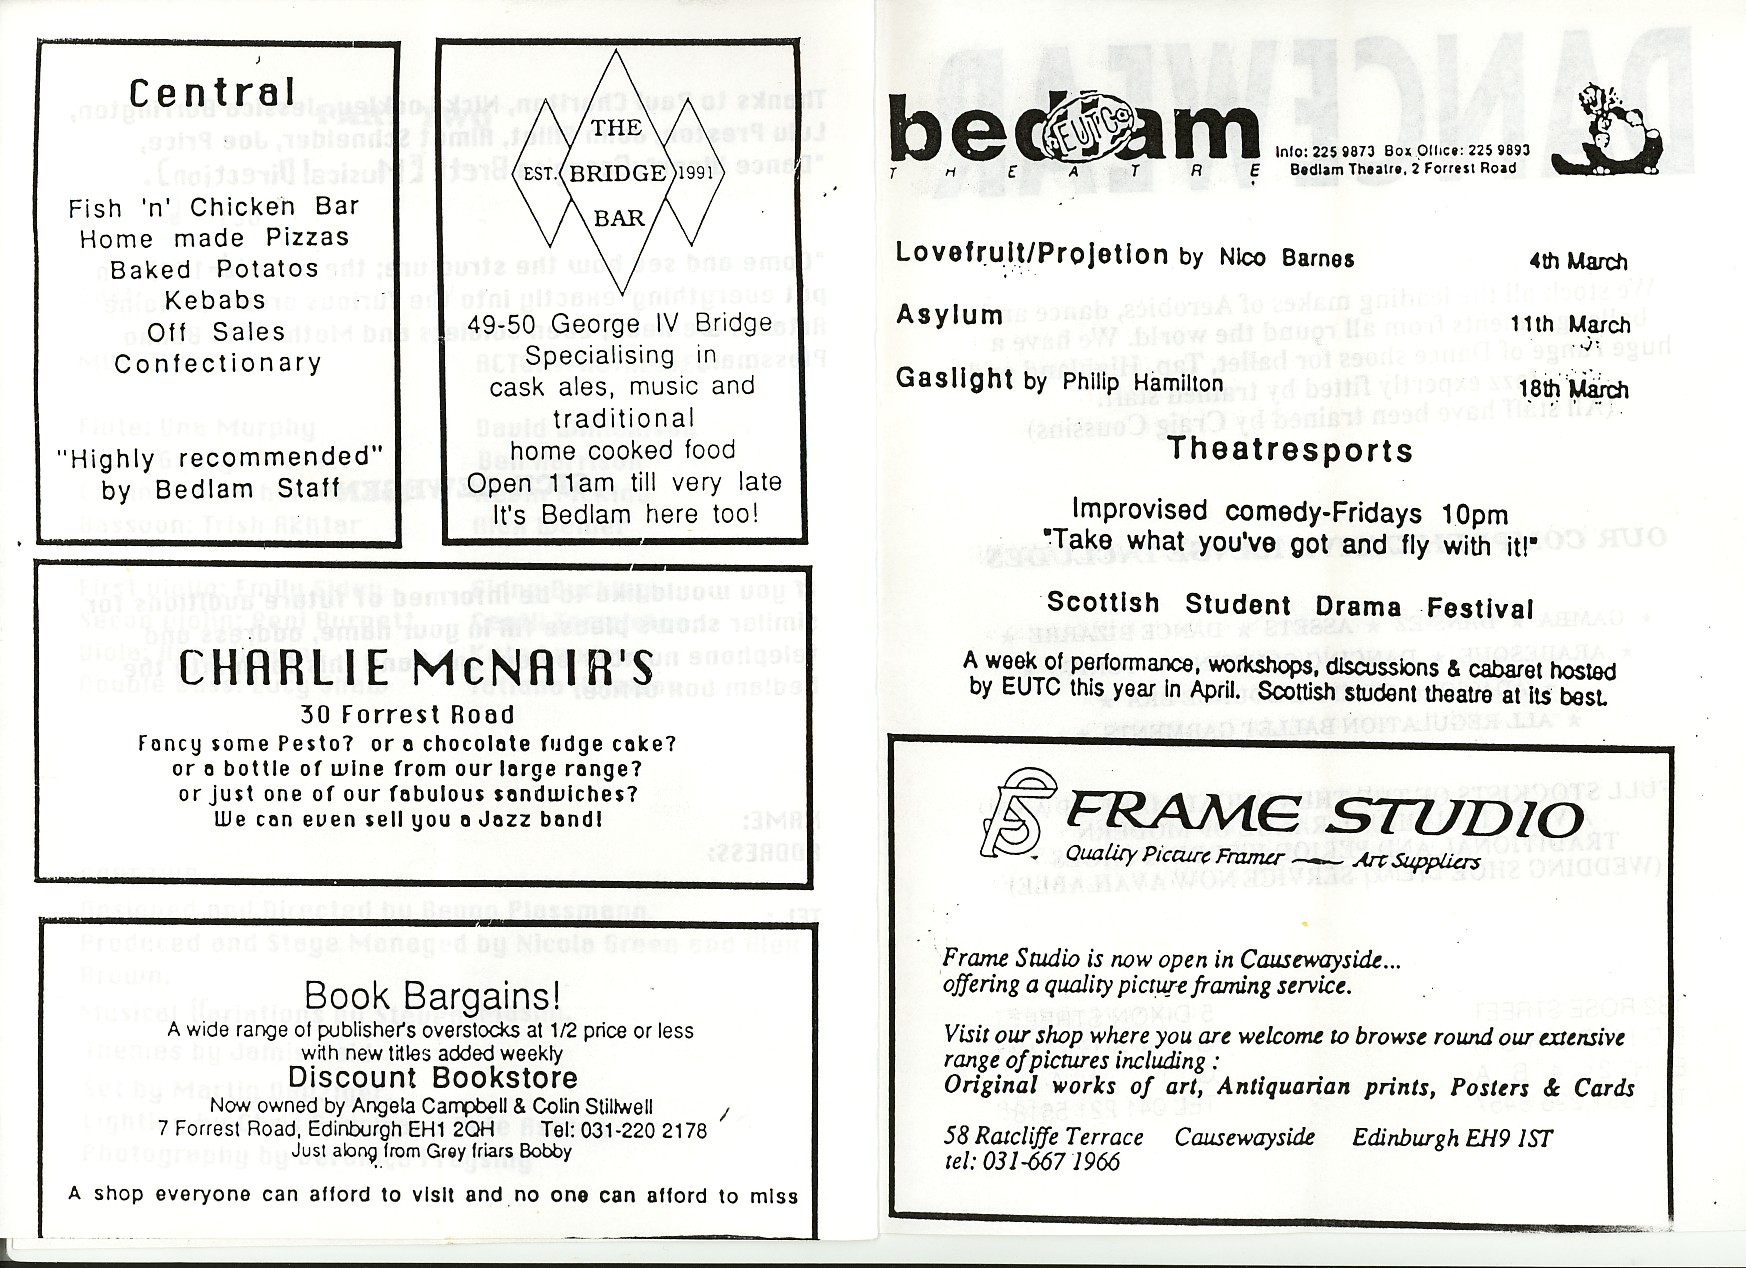 Central
Fish 'n' Chicken Bar
Home made Pizzas
Baked Potatos
Kebabs
Off Sales
Confectionary
"Highly recommended"
by Bedlam Staff
THE
EST. BRIDGE 1991
BAR
49-50 George IV Bridge
Specialising in
cask ales, music and
traditional
home cooked food
Open 11am till very late
It's Bedlam here too!
CHARLIE McNAIR'S
30 Forrest Road
Fancy some Pesto? or a chocolate fudge cake?
or a bottle of wine from our large range?
or just one of our fabulous sandwiches?
We can even sell you a Jazz band!
Book Bargains!
A wide range of publisher's overstocks at 1/2 price or less
with new titles added weekly
Discount Bookstore
Now owned by Angela Campbell & Colin Stillwell
7 Forrest Road, Edinburgh EH1 2QH Tel: 031-220 2178
Just along from Grey friars Bobby
A shop everyone can afford to visit and no one can afford to miss
bedlam
EUTCo
THEATRE
Info: 225 9873 Box Office: 225 9893
Bedlam Theatre, 2 Forrest Road
Lovefruit/Projetion by Nico Barnes 4th March
Asylum 11th March
Gaslight by Philip Hamilton 18th March
Theatresports
Improvised comedy-Fridays 10pm
"Take what you've got and fly with it!"
Scottish Student Drama Festival
A week of performance, workshops, discussions & cabaret hosted
by EUTC this year in April. Scottish student theatre at its best.
FS FRAME STUDIO
Quality Picture Framer Art Suppliers
Frame Studio is now open in Causewayside...
offering a quality picture framing service.
Visit our shop where you are welcome to browse round our extensive
range of pictures including :
Original works of art, Antiquarian prints, Posters & Cards
58 Ratcliffe Terrace Causewayside Edinburgh EH9 1ST
tel: 031-667 1966